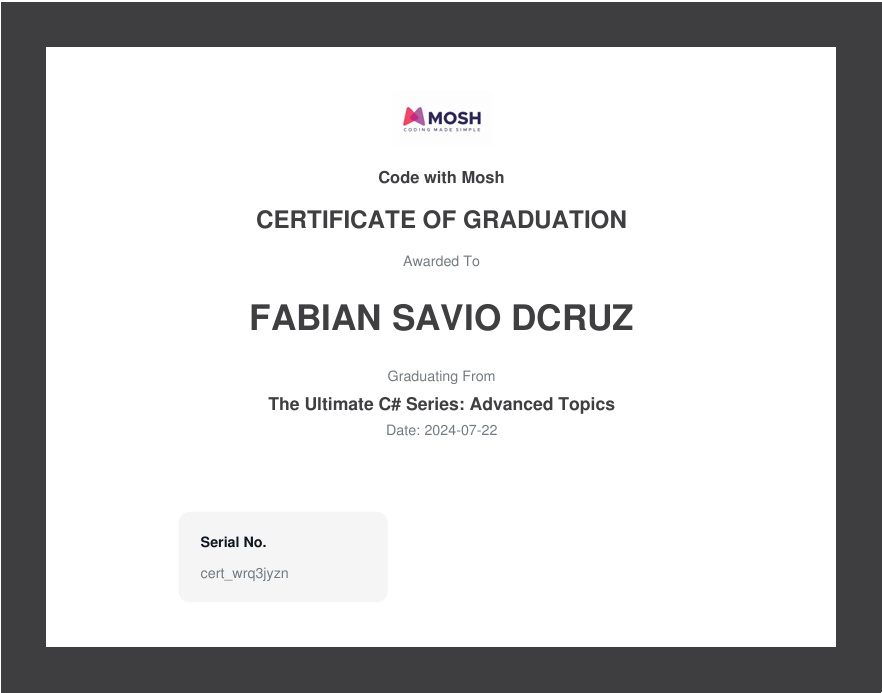 MOSH
CODING MADE SIMPLE
Code with Mosh
CERTIFICATE OF GRADUATION
Awarded To
FABIAN SAVIO DCRUZ
Graduating From
The Ultimate C# Series: Advanced Topics
Date: 2024-07-22
Serial No.
cert_wrq3jyzn